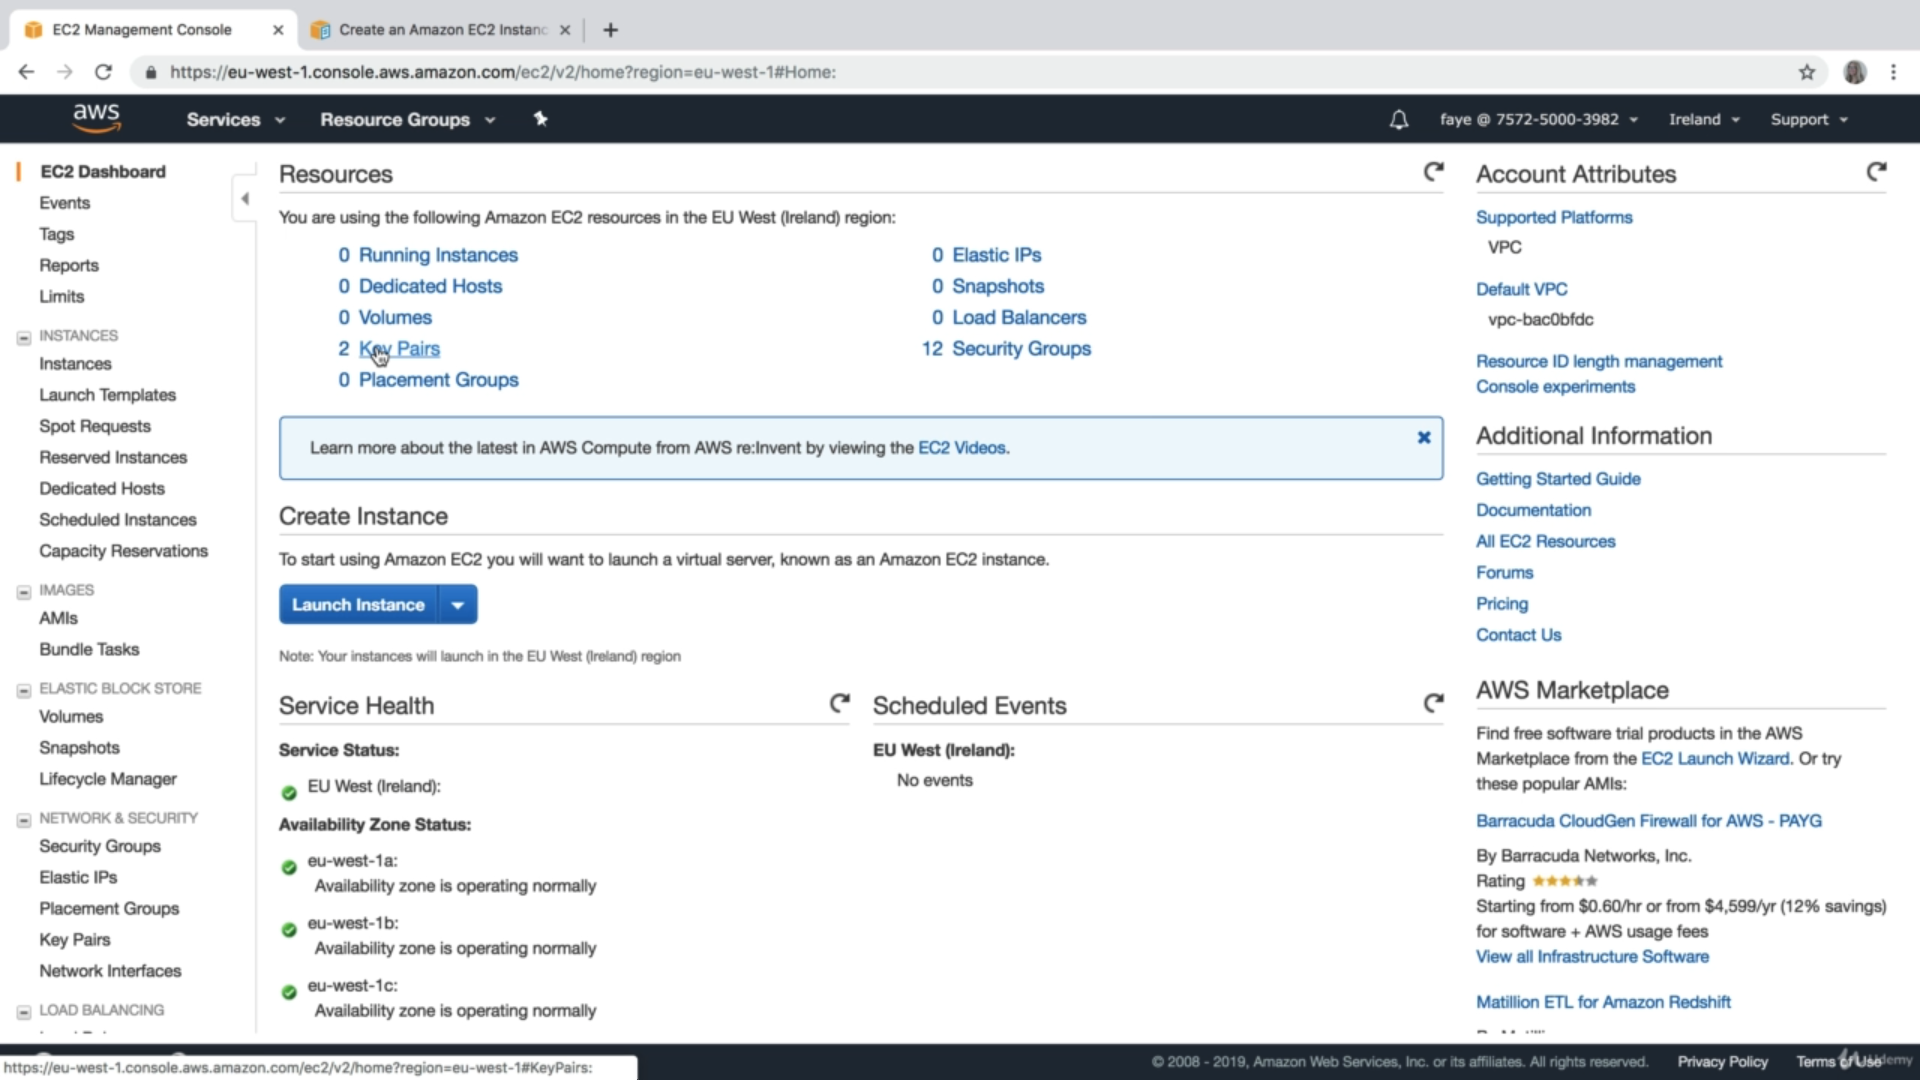 EC2 Management Console
Create an Amazon EC2 Instanc
https://eu-west-1.console.aws.amazon.com/ec2/v2/home?region=eu-west-1#Home:
aws
Services
Resource Groups
faye @ 7572-5000-3982
Ireland
Support
EC2 Dashboard
Events
Tags
Reports
Limits
INSTANCES
Instances
Launch Templates
Spot Requests
Reserved Instances
Dedicated Hosts
Scheduled Instances
Capacity Reservations
IMAGES
AMIs
Bundle Tasks
ELASTIC BLOCK STORE
Volumes
Snapshots
Lifecycle Manager
NETWORK & SECURITY
Security Groups
Elastic IPs
Placement Groups
Key Pairs
Network Interfaces
LOAD BALANCING
Resources
You are using the following Amazon EC2 resources in the EU West (Ireland) region:
0 Running Instances
0 Dedicated Hosts
0 Volumes
2 Key Pairs
0 Placement Groups
0 Elastic IPs
0 Snapshots
0 Load Balancers
12 Security Groups
Learn more about the latest in AWS Compute from AWS re:Invent by viewing the EC2 Videos.
Create Instance
To start using Amazon EC2 you will want to launch a virtual server, known as an Amazon EC2 instance.
Launch Instance
Note: Your instances will launch in the EU West (Ireland) region
Service Health
Service Status:
EU West (Ireland):
Availability Zone Status:
eu-west-1a:
Availability zone is operating normally
eu-west-1b:
Availability zone is operating normally
eu-west-1c:
Availability zone is operating normally
Scheduled Events
EU West (Ireland):
No events
Account Attributes
Supported Platforms
VPC
Default VPC
vpc-bac0bfdc
Resource ID length management
Console experiments
Additional Information
Getting Started Guide
Documentation
All EC2 Resources
Forums
Pricing
Contact Us
AWS Marketplace
Find free software trial products in the AWS
Marketplace from the EC2 Launch Wizard. Or try
these popular AMIs:
Barracuda CloudGen Firewall for AWS - PAYG
By Barracuda Networks, Inc.
Rating
Starting from $0.60/hr or from $4,599/yr (12% savings)
for software + AWS usage fees
View all Infrastructure Software
Matillion ETL for Amazon Redshift
https://eu-west-1.console.aws.amazon.com/ec2/v2/home?region=eu-west-1#KeyPairs:
© 2008 - 2019, Amazon Web Services, Inc. or its affiliates. All rights reserved.
Privacy Policy
Terms of Use